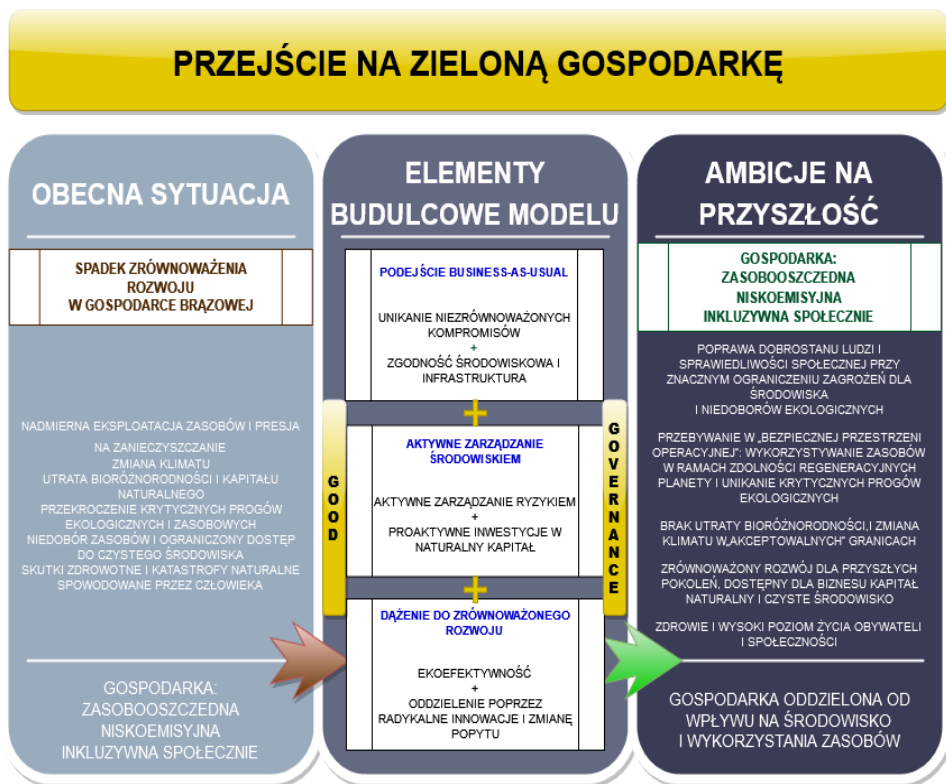 PRZEJŚCIE NA ZIELONĄ GOSPODARKĘ
OBECNA SYTUACJA
SPADEK ZRÓWNOWAŻENIA
ROZWOJU
W GOSPODARCE BRĄZOWEJ
NADMIERNA EKSPLOATACJA ZASOBÓW I PRESJA
NA ZANIECZYSZCZANIE
ZMIANA KLIMATU
UTRATA BIORÓŻNORODNOŚCI I KAPITAŁU
NATURALNEGO
PRZEKROCZENIE KRYTYCZNYCH PROGÓW
EKOLOGICZNYCH I ZASOBOWYCH
NIEDOBÓR ZASOBÓW I OGRANICZONY DOSTĘP
DO CZYSTEGO ŚRODOWISKA
SKUTKI ZDROWOTNE I KATASTROFY NATURALNE
SPOWODOWANE PRZEZ CZŁOWIEKA
GOSPODARKA:
ZASOBOOSZCZEDNA
NISKOEMISYJNA
INKLUZYWNA SPOŁECZNIE
ELEMENTY
BUDULCOWE MODELU
PODEJŚCIE BUSINESS-AS-USUAL
UNIKANIE NIEZRÓWNOWAŻONYCH
KOMPROMISÓW
+
ZGODNOŚĆ ŚRODOWISKOWA I
INFRASTRUKTURA
+
GOOD
AKTYWNE ZARZĄDZANIE
ŚRODOWISKIEM
AKTYWNE ZARZĄDZANIE RYZYKIEM
+
PROAKTYWNE INWESTYCJE W
NATURALNY KAPITAŁ
GOVERNANCE
+
DĄŻENIE DO ZRÓWNOWAŻONEGO
ROZWOJU
EKOEFEKTYWNOŚĆ
+
ODDZIELENIE POPRZEZ
RADYKALNE INNOWACJE I ZMIANĘ
POPYTU
AMBICJE NA
PRZYSZŁOŚĆ
GOSPODARKA:
ZASOBOOSZCZEDNA
NISKOEMISYJNA
INKLUZYWNA SPOŁECZNIE
POPRAWA DOBROSTANU LUDZI I
SPRAWIEDLIWOŚCI SPOŁECZNEJ PRZY
ZNACZNYM OGRANICZENIU ZAGROŻEŃ DLA
ŚRODOWISKA
I NIEDOBORÓW EKOLOGICZNYCH
PRZEBYWANIE W „BEZPIECZNEJ PRZESTRZENI
OPERACYJNEJ": WYKORZYSTYWANIE ZASOBÓW
W RAMACH ZDOLNOŚCI REGENERACYJNYCH
PLANETY I UNIKANIE KRYTYCZNYCH PROGÓW
EKOLOGICZNYCH
BRAK UTRATY BIORÓŻNORODNOŚCI,I ZMIANA
KLIMATU W„AKCEPTOWALNYCH" GRANICACH
ZRÓWNOWAŻONY ROZWÓJ DLA PRZYSZŁYCH
POKOLEŃ, DOSTĘPNY DLA BIZNESU KAPITAŁ
NATURALNY I CZYSTE ŚRODOWISKO
ZDROWIE I WYSOKI POZIOM ŻYCIA OBYWATELI
I SPOŁECZNOŚCI
GOSPODARKA ODDZIELONA OD
WPŁYWU NA ŚRODOWISKO
I WYKORZYSTANIA ZASOBÓW